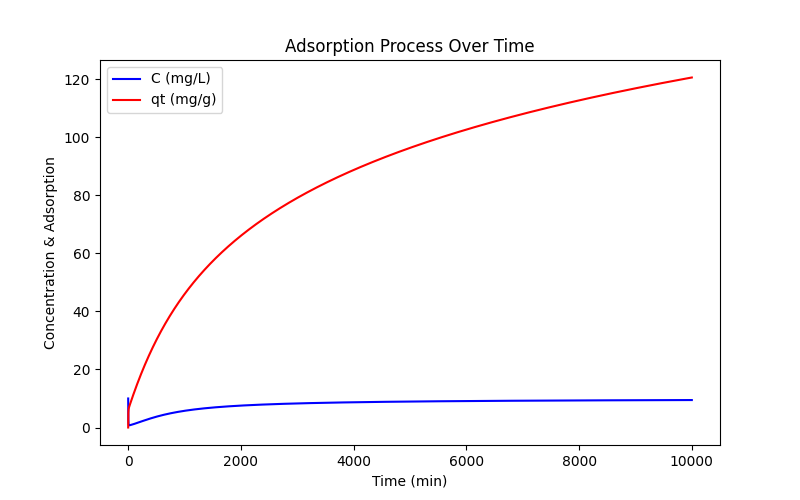 Adsorption Process Over Time
C (mg/L)
qt (mg/g)
Concentration & Adsorption
120
100
80
60
40
20
0
0 2000 4000 6000 8000 10000
Time (min)